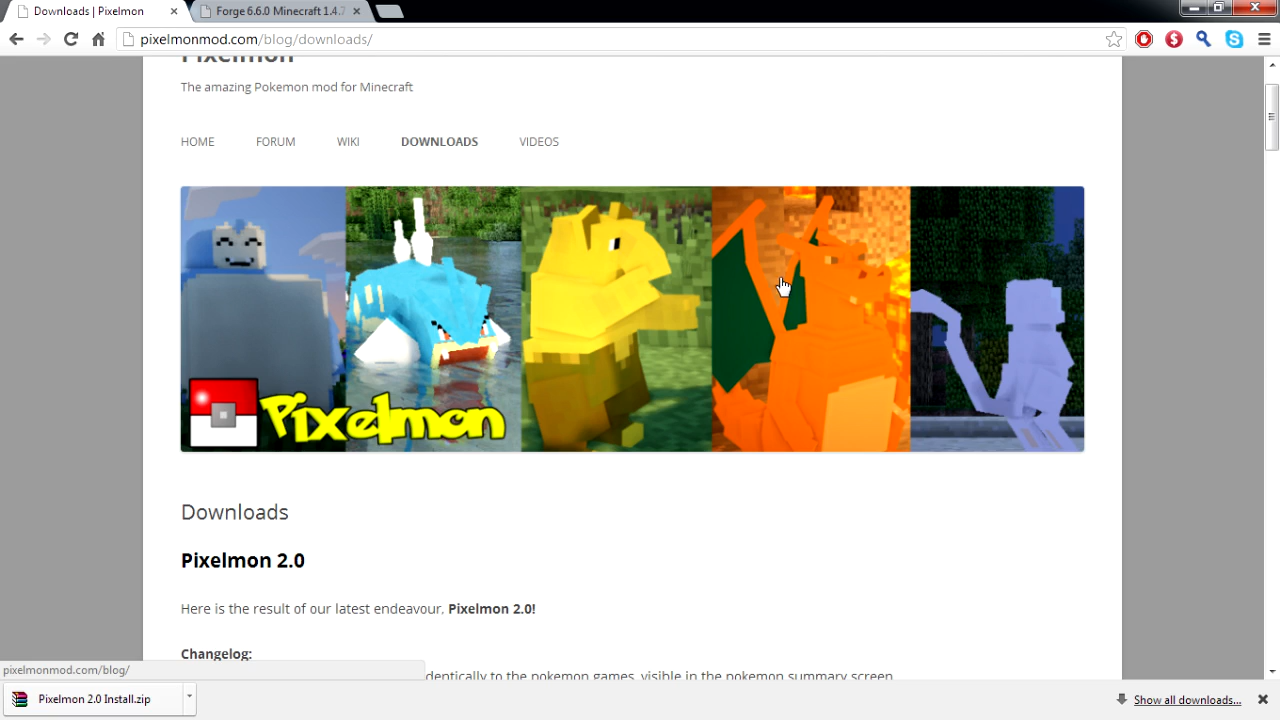 Downloads | Pixelmon
Forge 6.6.0 Minecraft 1.4.7
pixelmonmod.com/blog/downloads/
Pixelmon
The amazing Pokemon mod for Minecraft
HOME FORUM WIKI DOWNLOADS VIDEOS
Pixelmon
Downloads
Pixelmon 2.0
Here is the result of our latest endeavour, Pixelmon 2.0!
Changelog:
dentically to the pokemon games, visible in the pokemon summary screen
pixelmonmod.com/blog/
Pixelmon 2.0 Install.zip
Show all downloads...